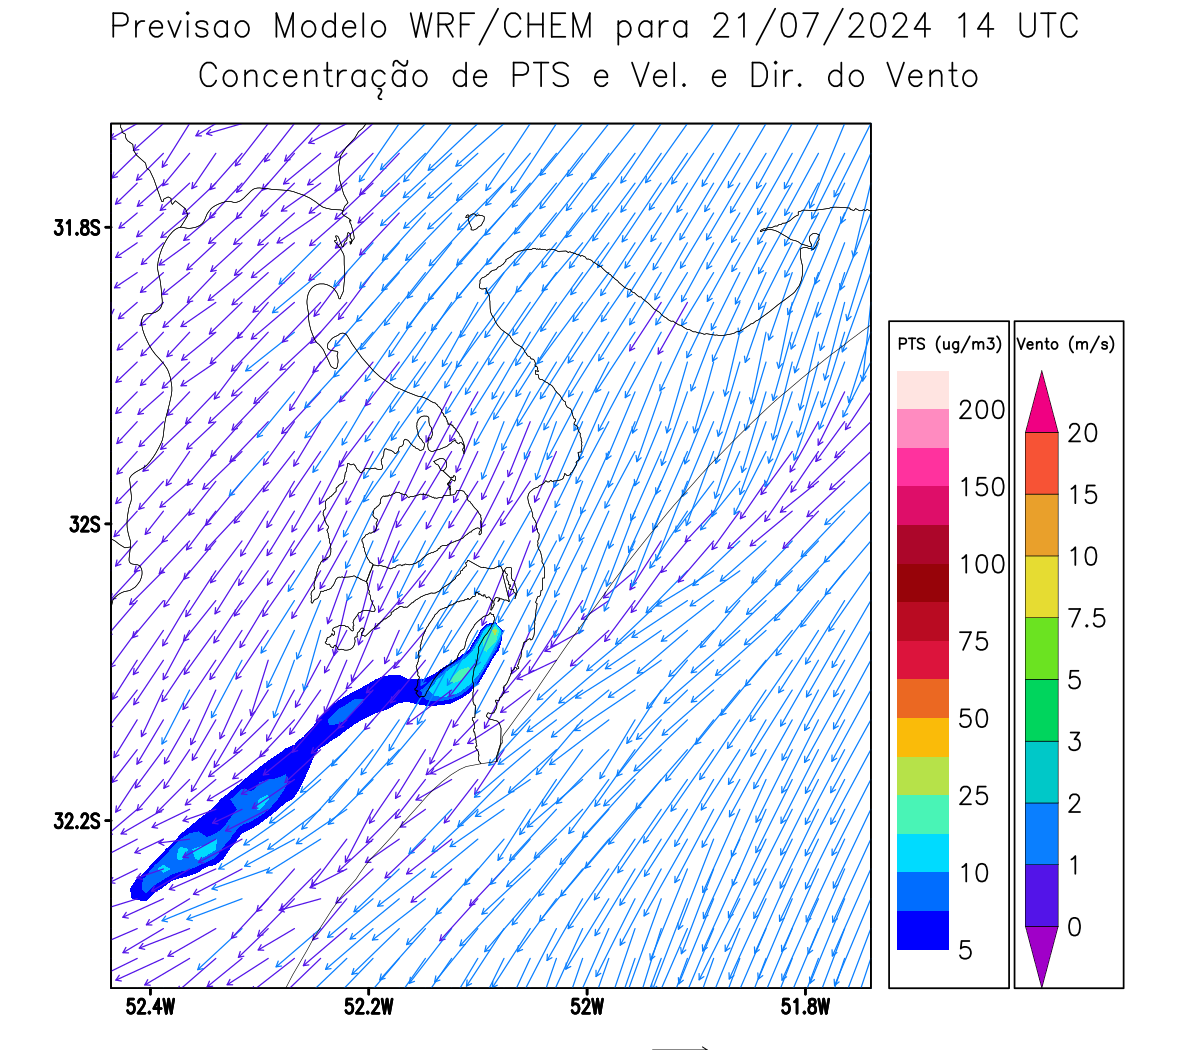 Previsao Modelo WRF/CHEM para 21/07/2024 14 UTC
Concentração de PTS e Vel. e Dir. do Vento
31.8S
32S
32.2S
52.4W
52.2W
52W
51.8W
PTS (ug/m3)
200
150
100
75
50
25
10
5
Vento (m/s)
20
15
10
7.5
5
3
2
1
0